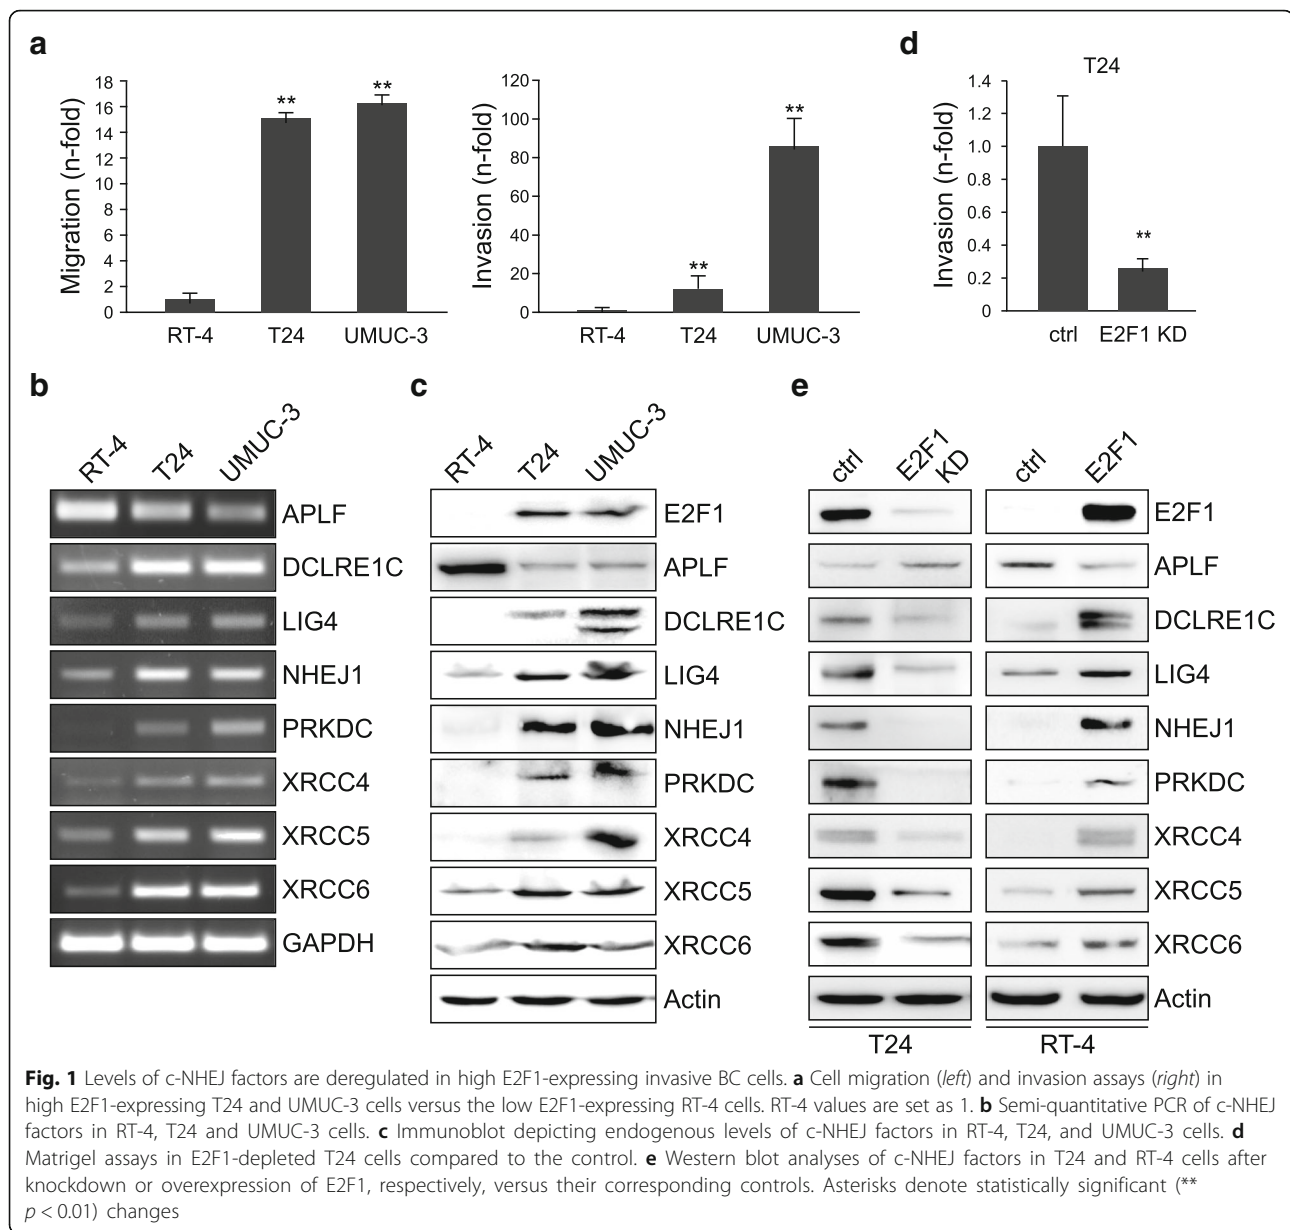 a
Migration (n-fold)
18
16
14
12
10
8
6
4
2
0
**
**
RT-4 T24 UMUC-3
Invasion (n-fold)
120
100
80
60
40
20
0
**
**
RT-4 T24 UMUC-3
d
T24
Invasion (n-fold)
1.4
1.2
1.0
0.8
0.6
0.4
0.2
0
**
ctrl E2F1 KD
b
RT-4 T24 UMUC-3
APLF
DCLRE1C
LIG4
NHEJ1
PRKDC
XRCC4
XRCC5
XRCC6
GAPDH
c
RT-4 T24 UMUC-3
E2F1
APLF
DCLRE1C
LIG4
NHEJ1
PRKDC
XRCC4
XRCC5
XRCC6
Actin
e
ctrl E2F1 KD ctrl E2F1
E2F1
APLF
DCLRE1C
LIG4
NHEJ1
PRKDC
XRCC4
XRCC5
XRCC6
Actin
T24 RT-4
Fig. 1 Levels of c-NHEJ factors are deregulated in high E2F1-expressing invasive BC cells. a Cell migration (left) and invasion assays (right) in
high E2F1-expressing T24 and UMUC-3 cells versus the low E2F1-expressing RT-4 cells. RT-4 values are set as 1. b Semi-quantitative PCR of c-NHEJ
factors in RT-4, T24 and UMUC-3 cells. c Immunoblot depicting endogenous levels of c-NHEJ factors in RT-4, T24, and UMUC-3 cells. d
Matrigel assays in E2F1-depleted T24 cells compared to the control. e Western blot analyses of c-NHEJ factors in T24 and RT-4 cells after
knockdown or overexpression of E2F1, respectively, versus their corresponding controls. Asterisks denote statistically significant (**
p < 0.01) changes